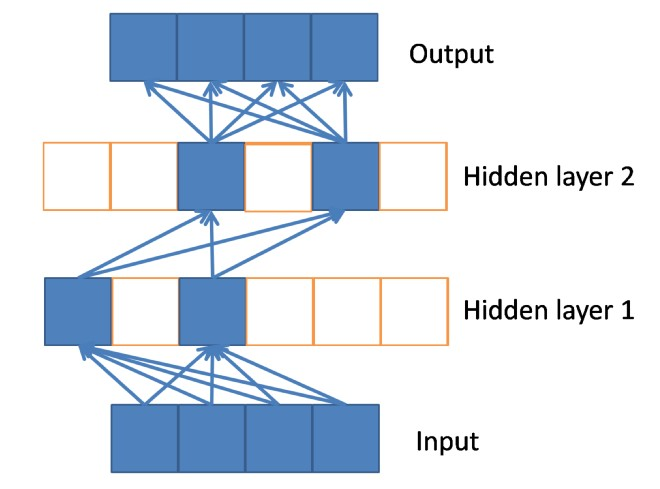 Output
Hidden layer 2
Hidden layer 1
Input